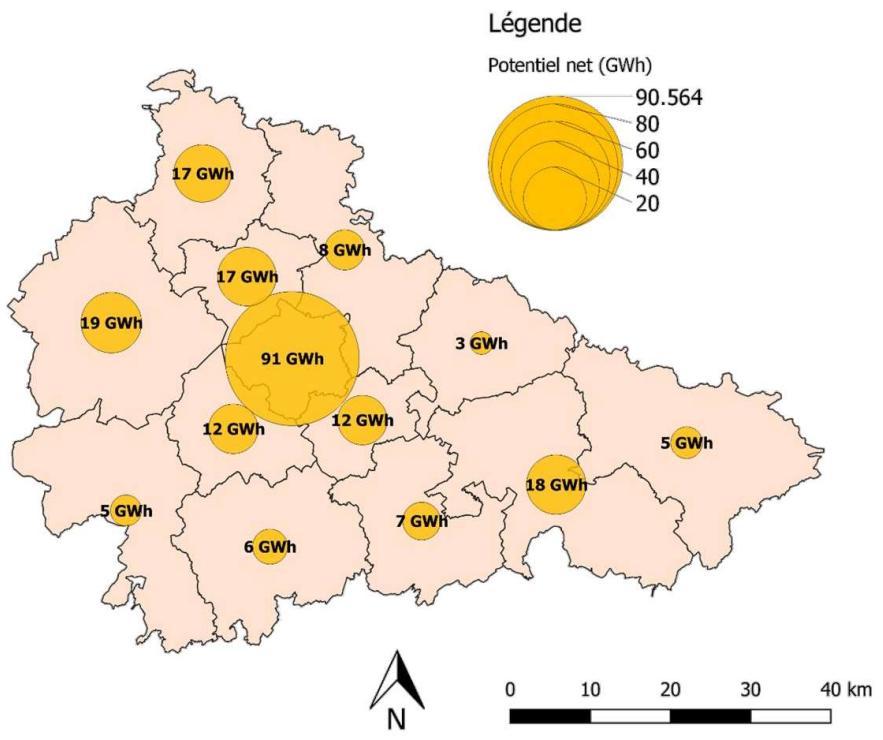 Légende
Potentiel net (GWh)
90.564
80
60
40
20
17 GWh
8 GWh
17 GWh
19 GWh
3 GWh
91 GWh
12 GWh
12 GWh
5 GWh
18 GWh
5 GWh
7 GWh
6 GWh
N
0 10 20 30 40 km